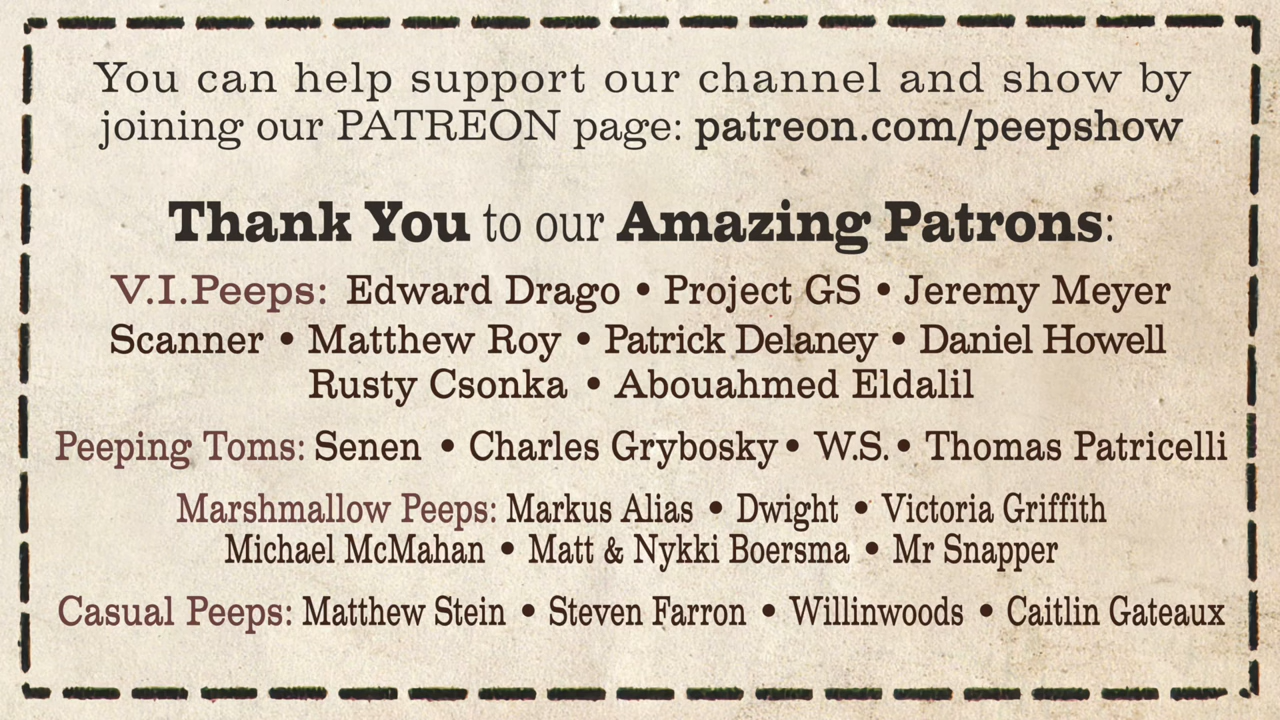 You can help support our channel and show by
joining our PATREON page: patreon.com/peepshow
Thank You to our Amazing Patrons:
V.I.Peeps: Edward Drago • Project GS • Jeremy Meyer
Scanner • Matthew Roy • Patrick Delaney • Daniel Howell
Rusty Csonka • Abouahmed Eldalil
Peeping Toms: Senen • Charles Grybosky • W.S. • Thomas Patricelli
Marshmallow Peeps: Markus Alias • Dwight • Victoria Griffith
Michael McMahan • Matt & Nykki Boersma • Mr Snapper
Casual Peeps: Matthew Stein • Steven Farron • Willinwoods • Caitlin Gateaux